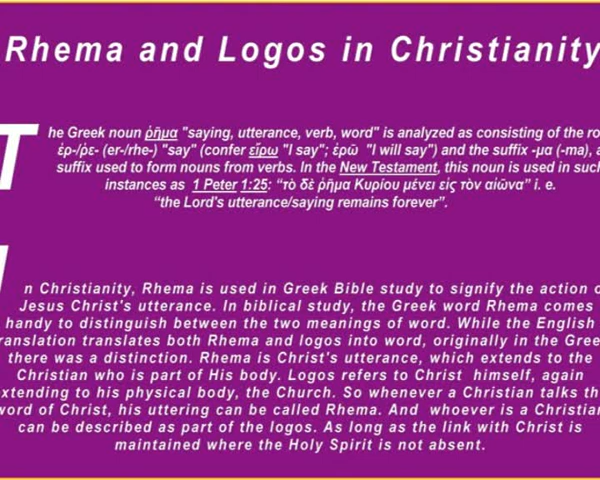 Rhema and Logos in Christianity
The Greek noun ῥῆμα "saying, utterance, verb, word" is analyzed as consisting of the ro
ἐρ-/ῥε- (er-/rhe-) "say" (confer εἴρω "I say"; ἐρῶ "I will say") and the suffix -μα (-ma), a
suffix used to form nouns from verbs. In the New Testament, this noun is used in such
instances as 1 Peter 1:25: “τὸ δὲ ῥῆμα Κυρίου μένει εἰς τὸν αἰῶνα” i. e.
“the Lord's utterance/saying remains forever”.
In Christianity, Rhema is used in Greek Bible study to signify the action o
Jesus Christ's utterance. In biblical study, the Greek word Rhema comes
handy to distinguish between the two meanings of word. While the English
ranslation translates both Rhema and logos into word, originally in the Gree
there was a distinction. Rhema is Christ's utterance, which extends to the
Christian who is part of His body. Logos refers to Christ himself, again
xtending to his physical body, the Church. So whenever a Christian talks th
word of Christ, his uttering can be called Rhema. And whoever is a Christian
can be described as part of the logos. As long as the link with Christ is
maintained where the Holy Spirit is not absent.